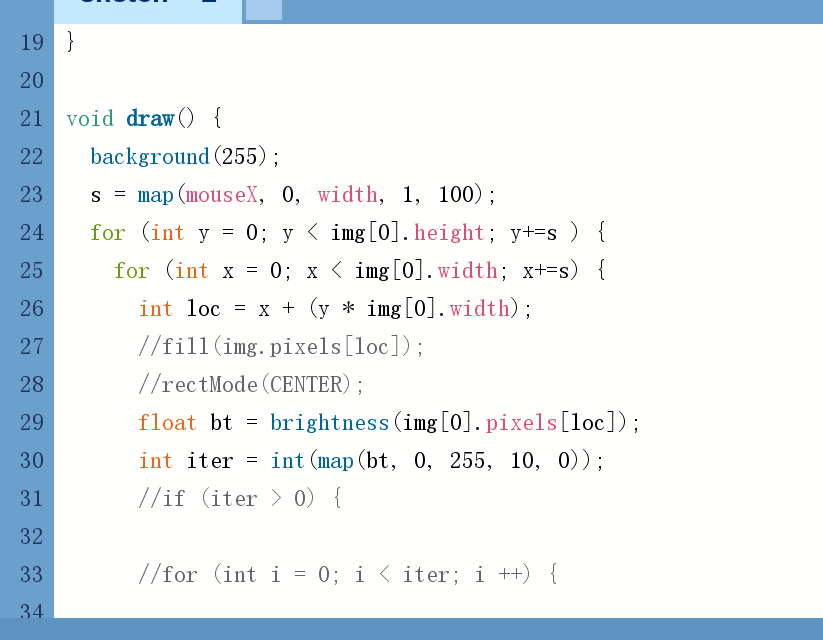 19 }
20
21 void draw() {
22   background(255);
23   s = map(mouseX, 0, width, 1, 100);
24   for (int y = 0; y < img[0].height; y+=s ) {
25     for (int x = 0; x < img[0].width; x+=s) {
26       int loc = x + (y * img[0].width);
27       //fill(img.pixels[loc]);
28       //rectMode(CENTER);
29       float bt = brightness(img[0].pixels[loc]);
30       int iter = int(map(bt, 0, 255, 10, 0));
31       //if (iter > 0) {
32
33       //for (int i = 0; i < iter; i ++) {
34